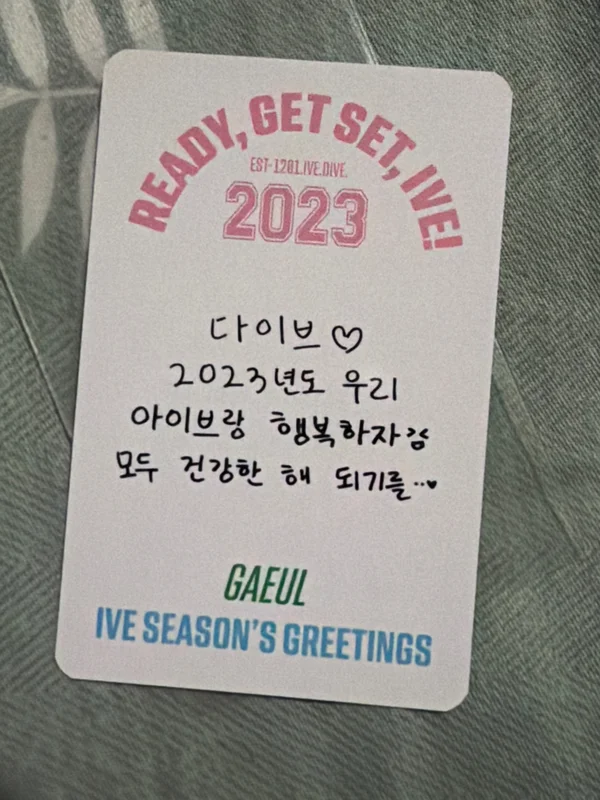 READY, GET SET, IVE!
EST-1201.IVE.DIVE.
2023
다이브♡
2023년도 우리
아이브랑 행복하자감
모두 건강한 해 되기를…♥
GAEUL
IVE SEASON'S GREETINGS